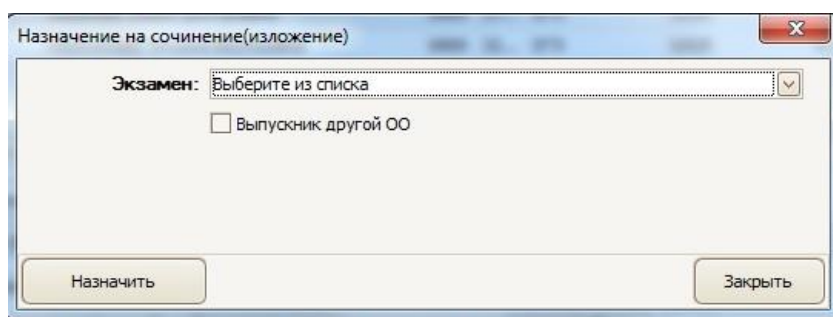 Назначение на сочинение(изложение)
Экзамен: Выберите из списка
Выпускник другой ОО
Назначить Закрыть